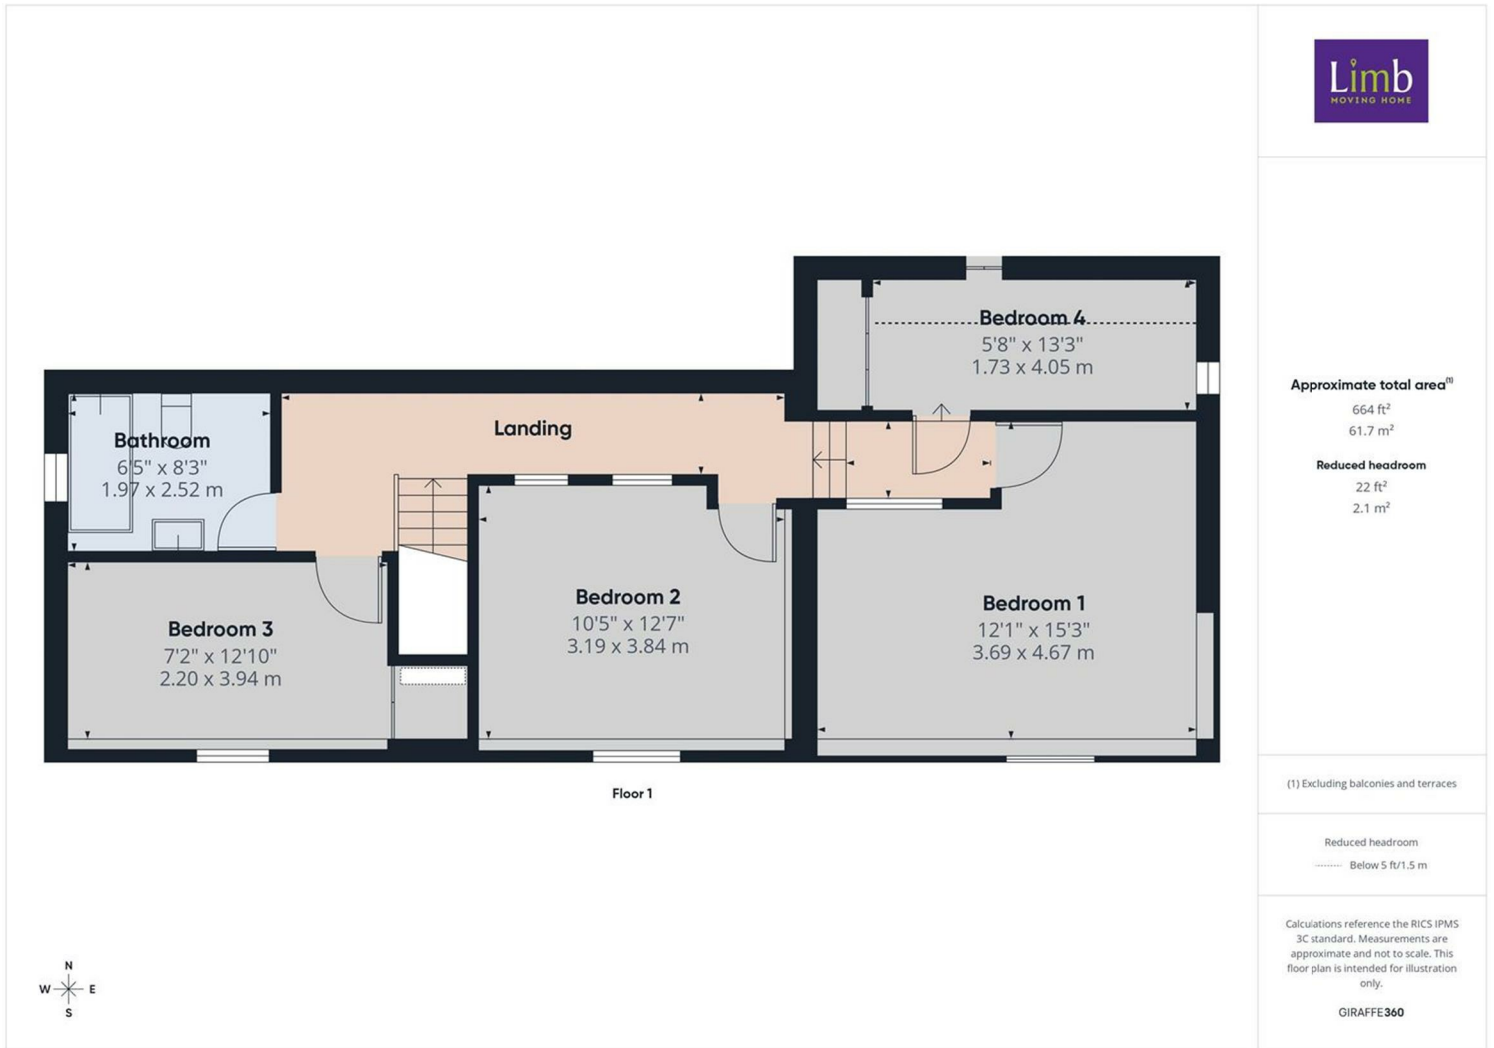 Limb
MOVING HOME
Bedroom 4
5'8" x 13'3"
1.73 x 4.05 m
Landing
Bathroom
6'5" x 8'3"
1.97 x 2.52 m
Bedroom 2
10'5" x 12'7"
3.19 x 3.84 m
Bedroom 1
12'1" x 15'3"
3.69 x 4.67 m
Bedroom 3
7'2" x 12'10"
2.20 x 3.94 m
Floor 1
N
W E
S
Approximate total area(1)
664 ft²
61.7 m²
Reduced headroom
22 ft²
2.1 m²
(1) Excluding balconies and terraces
Reduced headroom
Below 5 ft/1.5 m
Calculations reference the RICS IPMS
3C standard. Measurements are
approximate and not to scale. This
floor plan is intended for illustration
only.
GIRAFFE360